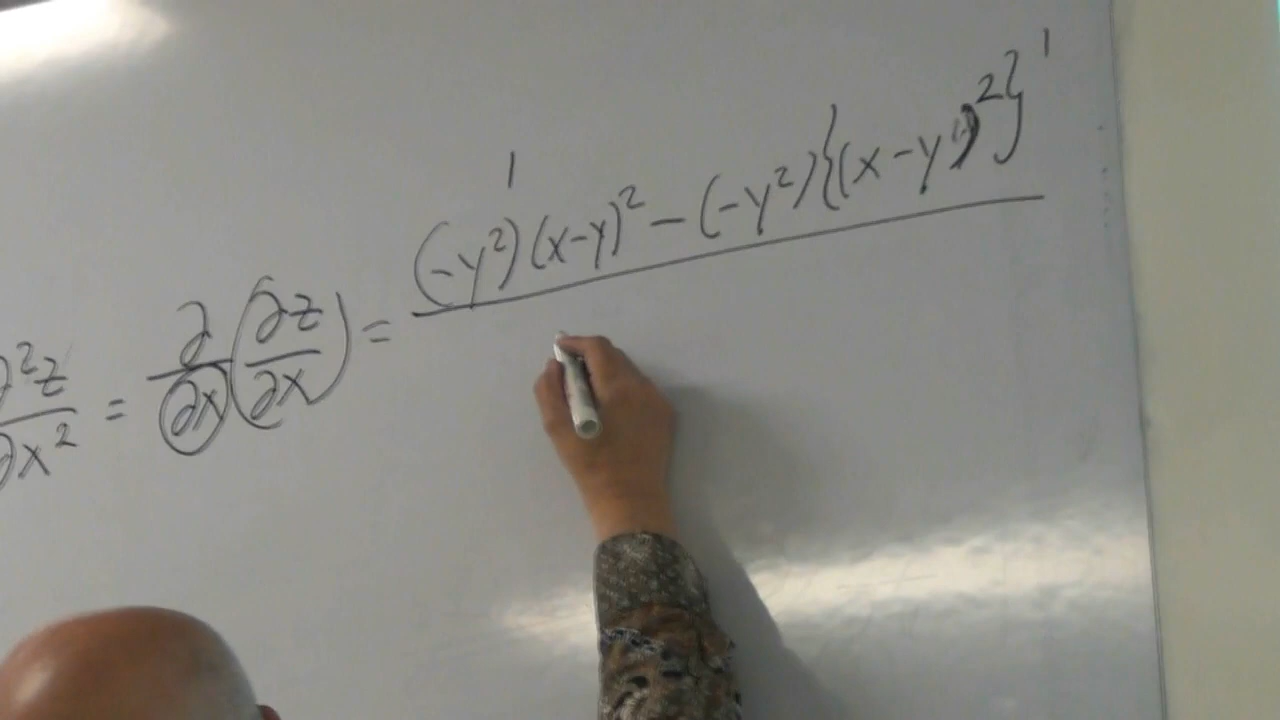 ∂²z/∂x² = ∂/∂x (∂z/∂x) = (-y²)' (x-y)² - (-y²){(x-y)²}'